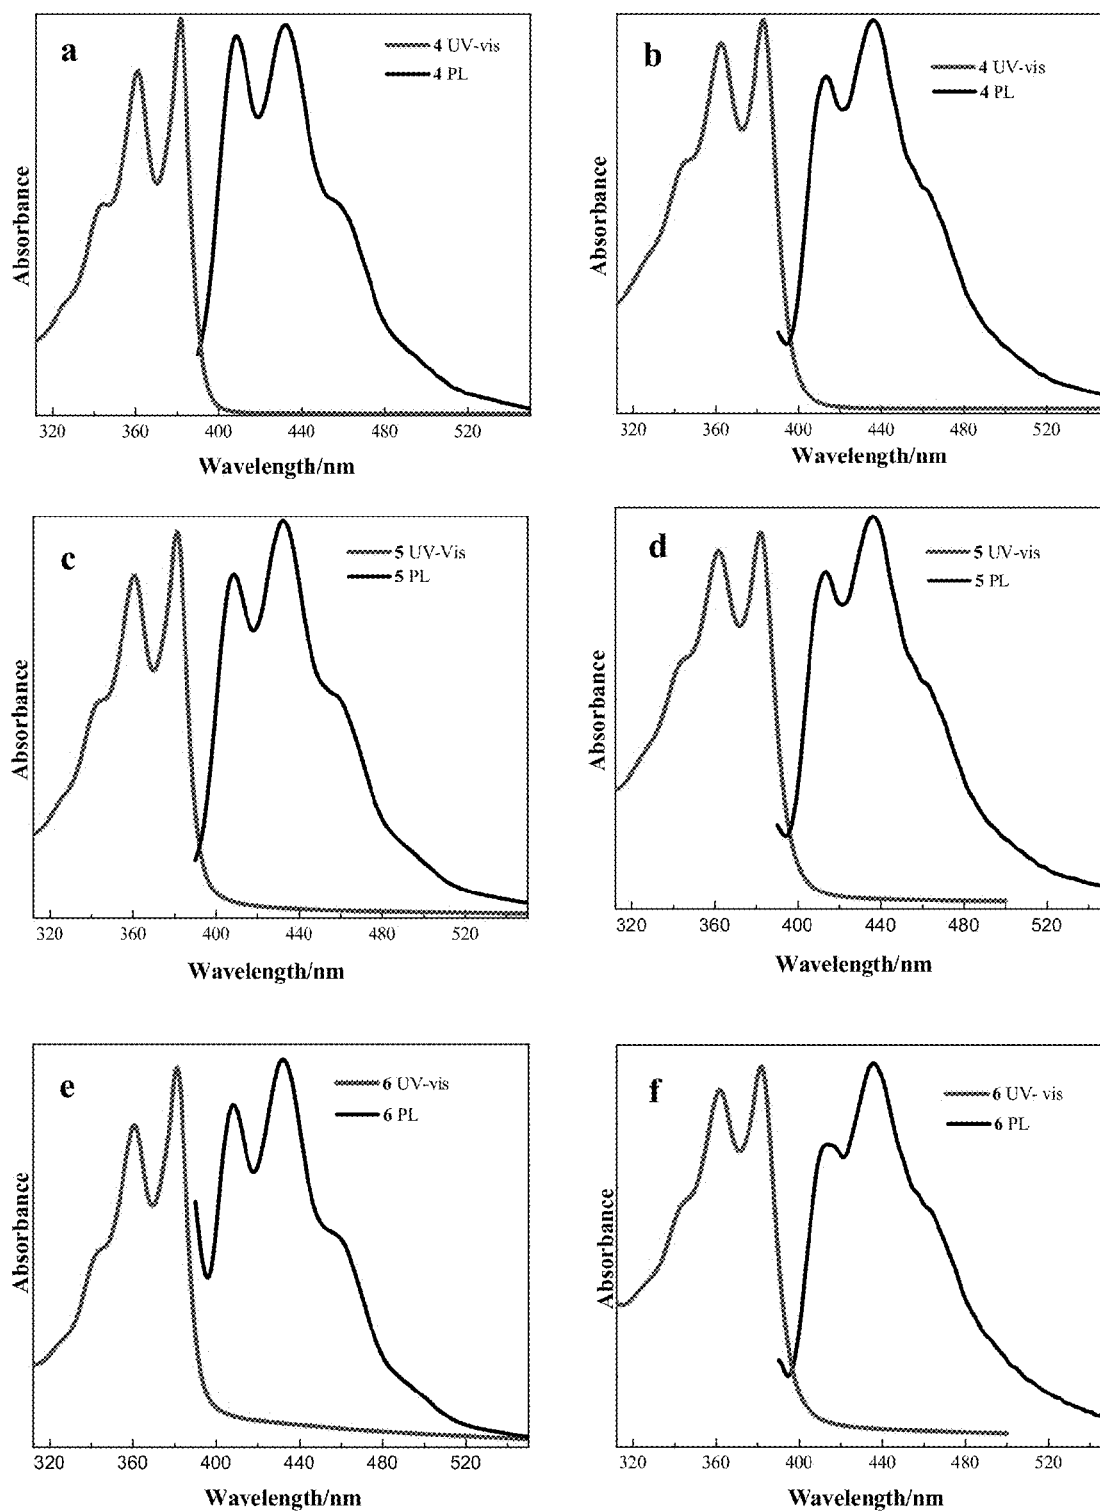 a
4 UV-vis
4 PL
Absorbance
320 360 400 440 480 520
Wavelength/nm
b
4 UV-vis
4 PL
Absorbance
320 360 400 440 480 520
Wavelength/nm
c
5 UV-Vis
5 PL
Absorbance
320 360 400 440 480 520
Wavelength/nm
d
5 UV-vis
5 PL
Absorbance
320 360 400 440 480 520
Wavelength/nm
e
6 UV-vis
6 PL
Absorbance
320 360 400 440 480 520
Wavelength/nm
f
6 UV- vis
6 PL
Absorbance
320 360 400 440 480 520
Wavelength/nm